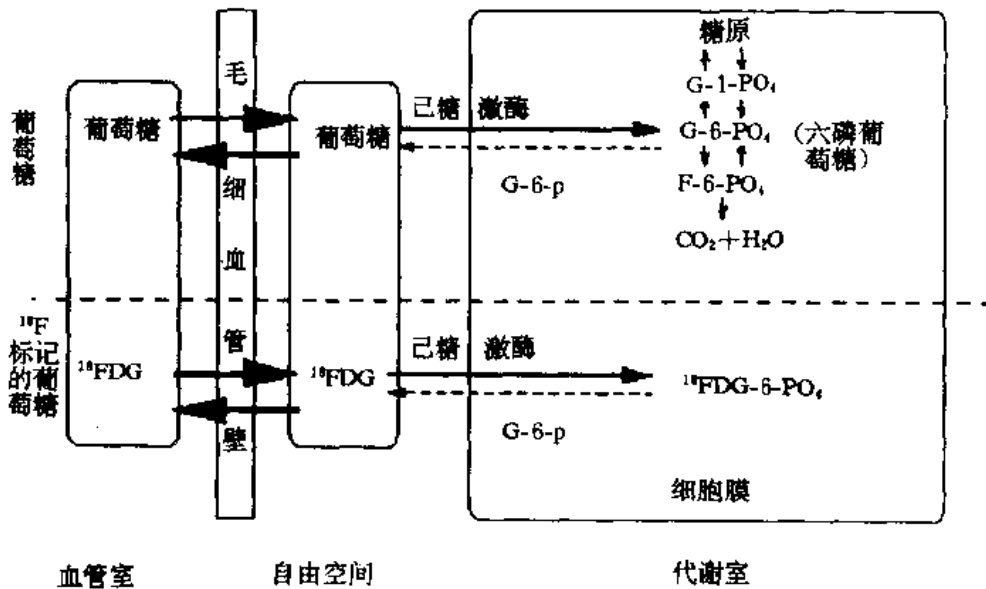 糖原
G-1-PO₄
G-6-PO₄
(六磷葡
萄糖)
F-6-PO₄
CO₂+H₂O
葡萄糖
葡萄糖
毛细血管壁
葡萄糖
己糖 激酶
G-6-p
¹⁸F
标记
的葡
萄糖
¹⁸FDG
¹⁸FDG
己糖 激酶
G-6-p
¹⁸FDG-6-PO₄
细胞膜
血管室
自由空间
代谢室